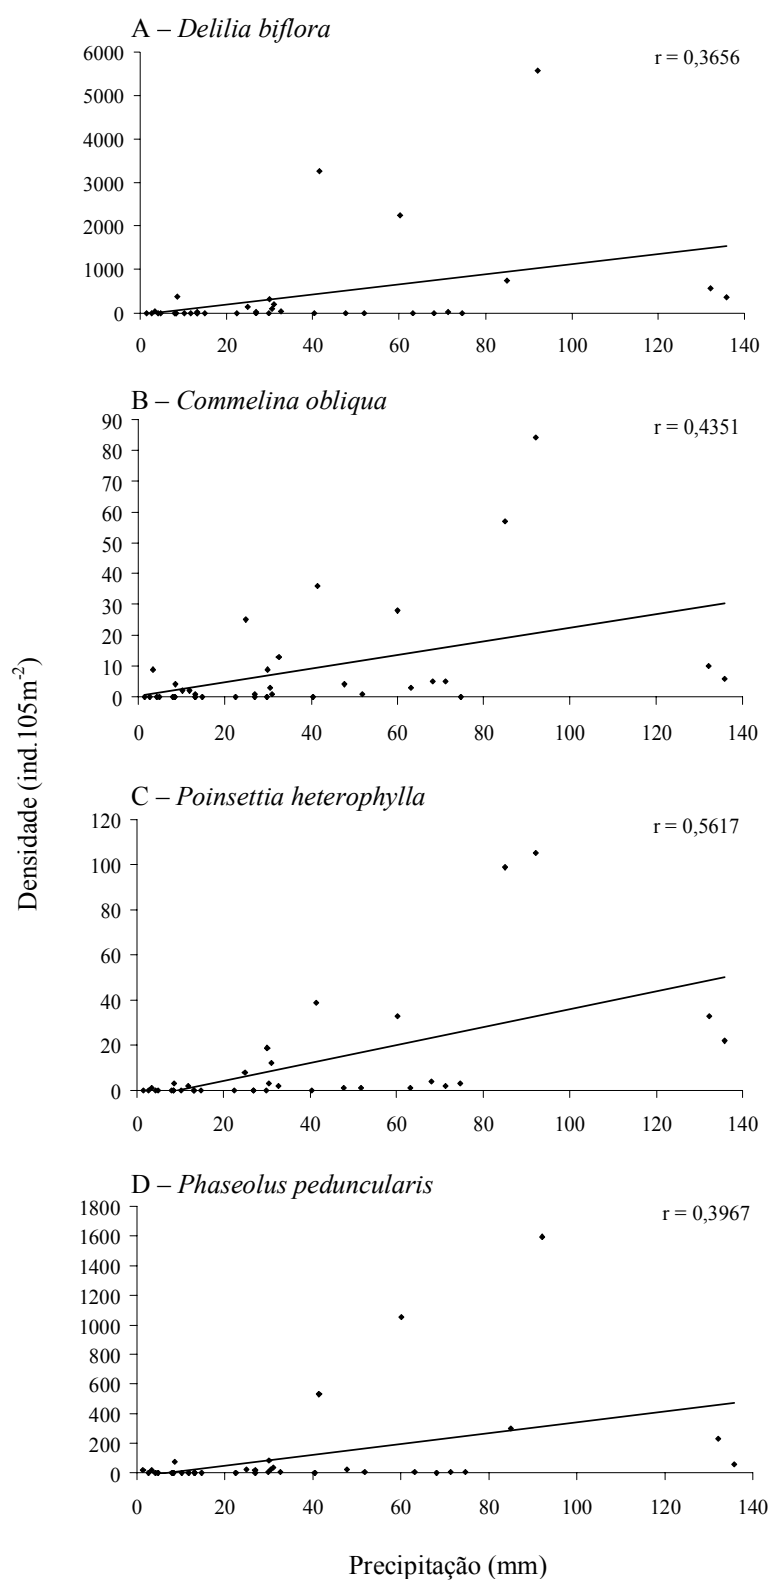 A – Delilia biflora
r = 0,3656
6000
5000
4000
3000
2000
1000
0
0 20 40 60 80 100 120 140
B – Commelina obliqua
r = 0,4351
90
80
70
60
50
40
30
20
10
0
0 20 40 60 80 100 120 140
C – Poinsettia heterophylla
r = 0,5617
120
100
80
60
40
20
0
0 20 40 60 80 100 120 140
D – Phaseolus peduncularis
r = 0,3967
1800
1600
1400
1200
1000
800
600
400
200
0
0 20 40 60 80 100 120 140
Densidade (ind.105m⁻²)
Precipitação (mm)